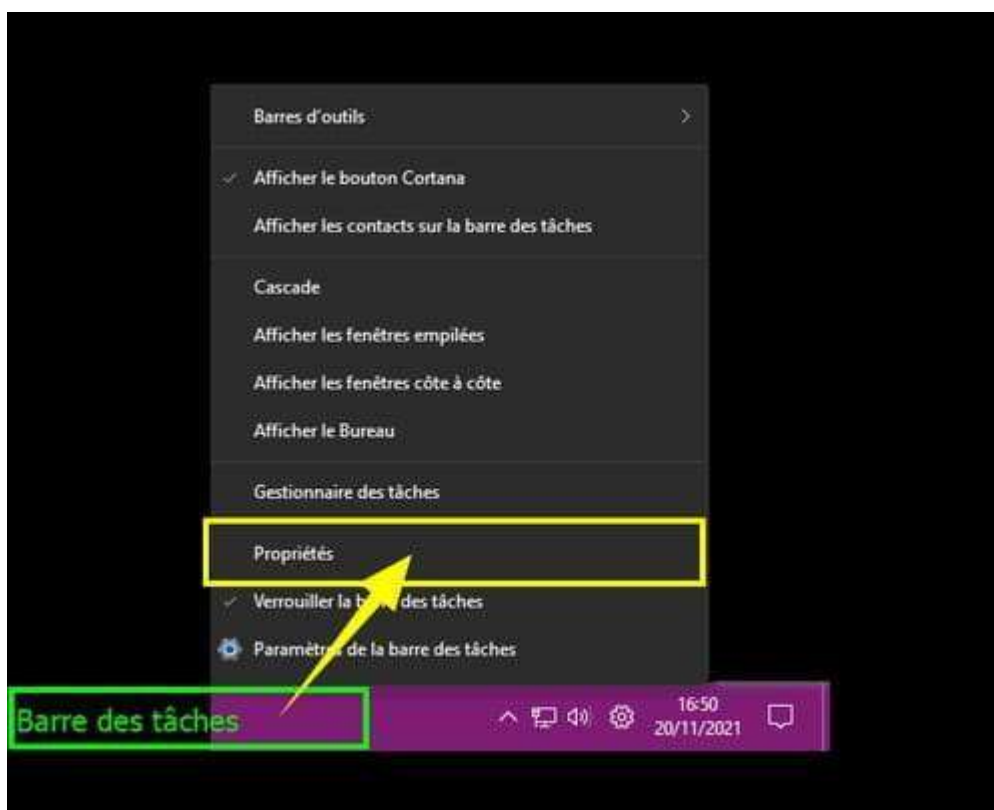 Barres d'outils
Afficher le bouton Cortana
Afficher les contacts sur la barre des tâches
Cascade
Afficher les fenêtres empilées
Afficher les fenêtres côte à côte
Afficher le Bureau
Gestionnaire des tâches
Propriétés
Verrouiller la des tâches
Paramètres de la barre des tâches
Barre des tâches
16:50
20/11/2021